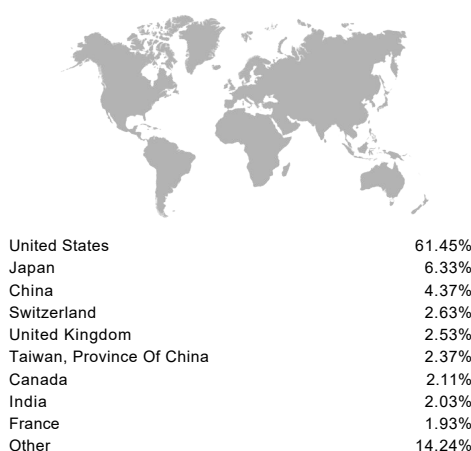 United States 61.45%
Japan 6.33%
China 4.37%
Switzerland 2.63%
United Kingdom 2.53%
Taiwan, Province Of China 2.37%
Canada 2.11%
India 2.03%
France 1.93%
Other 14.24%